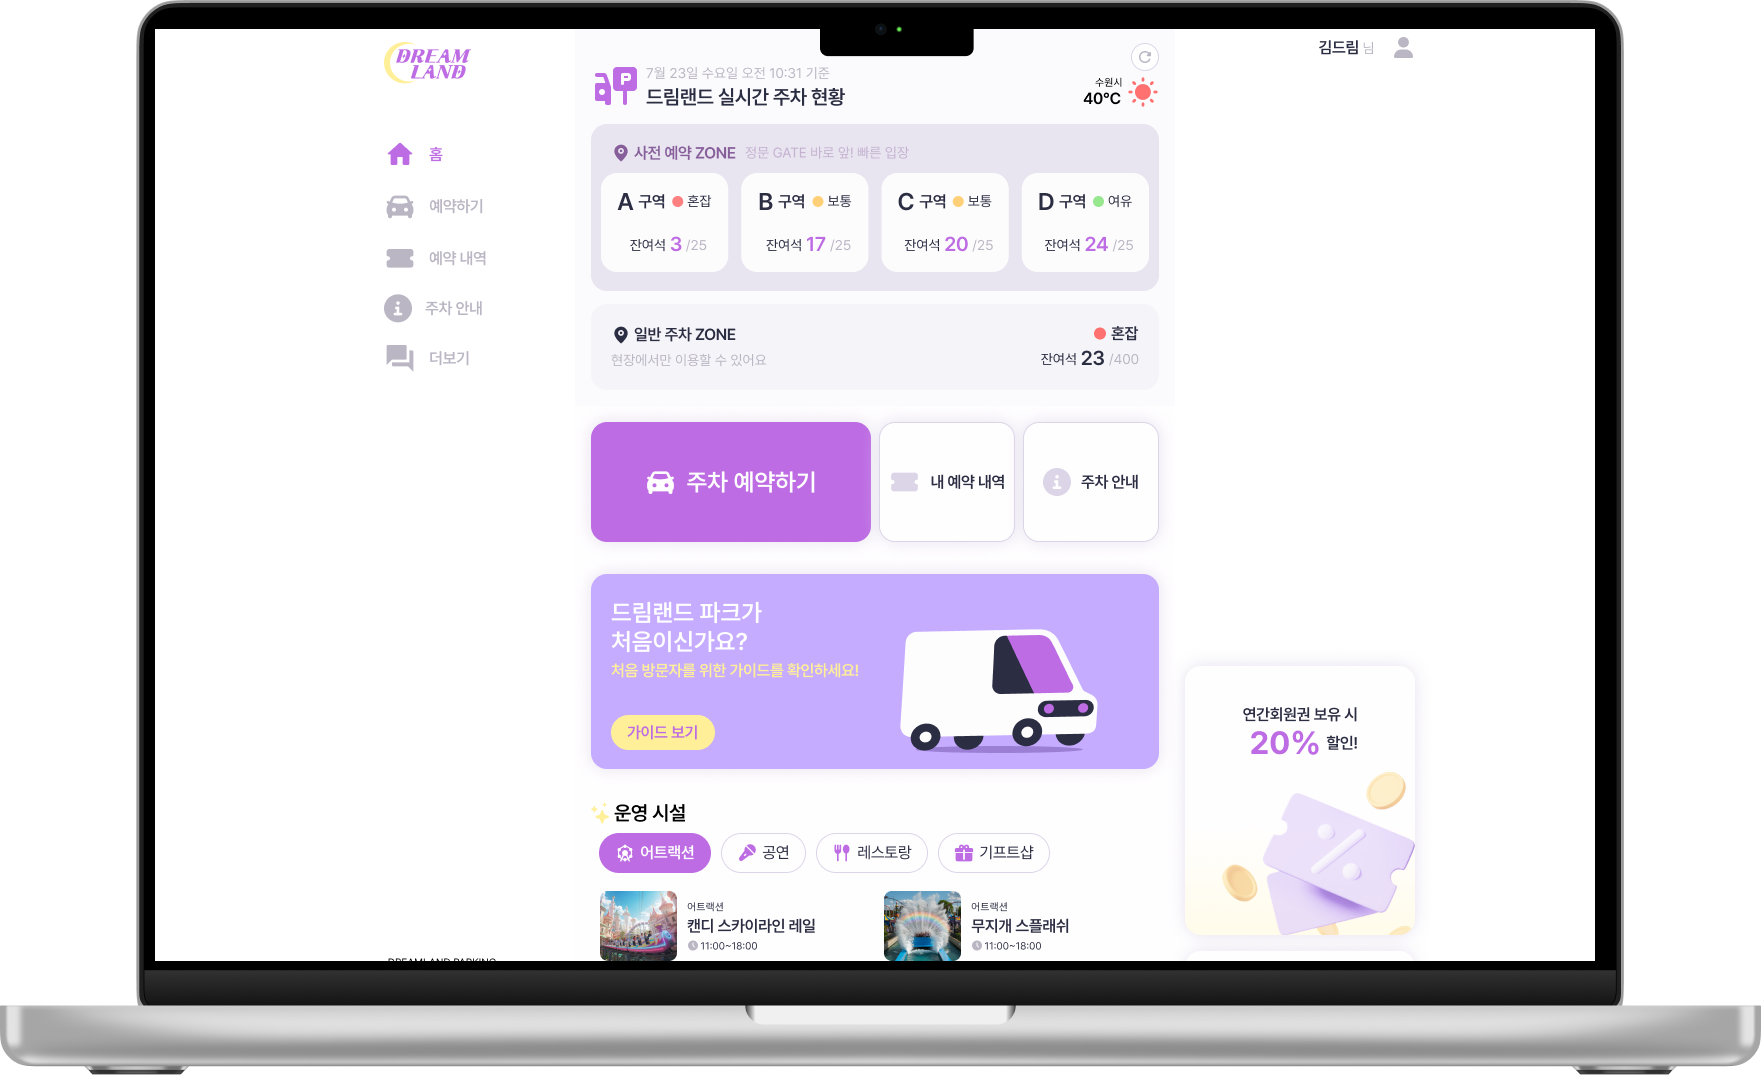 DREAM
LAND
홈
예약하기
예약 내역
주차 안내
더보기
DREAMLAND PARKING
7월 23일 수요일 오전 10:31 기준
드림랜드 실시간 주차 현황
수원시
40°C
사전 예약 ZONE 정문 GATE 바로 앞! 빠른 입장
A 구역 혼잡
잔여석 3 /25
B 구역 보통
잔여석 17 /25
C 구역 보통
잔여석 20 /25
D 구역 여유
잔여석 24 /25
일반 주차 ZONE
현장에서만 이용할 수 있어요
혼잡
잔여석 23 /400
주차 예약하기
내 예약 내역
주차 안내
드림랜드 파크가
처음이신가요?
처음 방문자를 위한 가이드를 확인하세요!
가이드 보기
운영 시설
어트랙션
공연
레스토랑
기프트샵
어트랙션
캔디 스카이라인 레일
11:00~18:00
어트랙션
무지개 스플래쉬
11:00~18:00
김드림 님
연간회원권 보유 시
20% 할인!